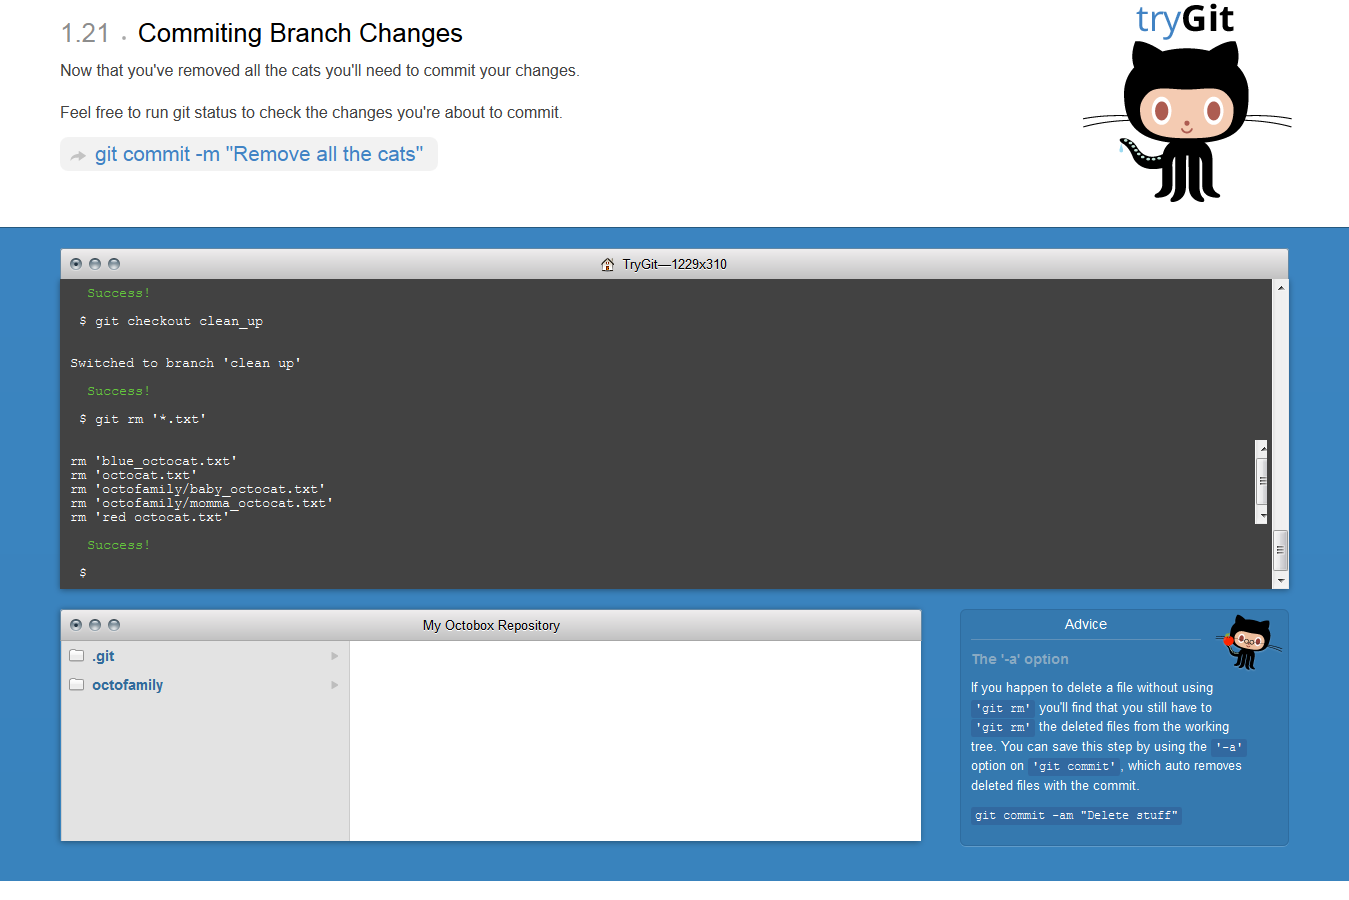 1.21 · Commiting Branch Changes
tryGit
Now that you've removed all the cats you'll need to commit your changes.
Feel free to run git status to check the changes you're about to commit.
git commit -m "Remove all the cats"
TryGit—1229x310
Success!
$ git checkout clean_up
Switched to branch 'clean up'
Success!
$ git rm '*.txt'
rm 'blue_octocat.txt'
rm 'octocat.txt'
rm 'octofamily/baby_octocat.txt'
rm 'octofamily/momma_octocat.txt'
rm 'red octocat.txt'
Success!
$
My Octobox Repository
.git
octofamily
Advice
The '-a' option
If you happen to delete a file without using
'git rm' you'll find that you still have to
'git rm' the deleted files from the working
tree. You can save this step by using the '-a'
option on 'git commit', which auto removes
deleted files with the commit.
git commit -am "Delete stuff"